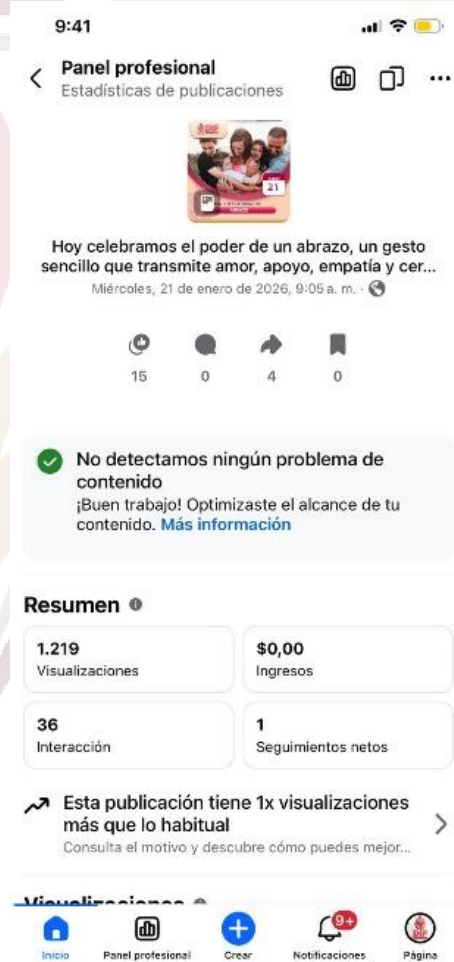 9:41
Panel profesional
Estadísticas de publicaciones
DIF
21
Hoy celebramos el poder de un abrazo, un gesto
sencillo que transmite amor, apoyo, empatía y cer...
Miércoles, 21 de enero de 2026, 9:05 a. m. ·
15 0 4 0
No detectamos ningún problema de
contenido
¡Buen trabajo! Optimizaste el alcance de tu
contenido. Más información
Resumen
1.219 $0,00
Visualizaciones Ingresos
36 1
Interacción Seguimientos netos
Esta publicación tiene 1x visualizaciones
más que lo habitual
Consulta el motivo y descubre cómo puedes mejor...
Visualizaciones
9+
Inicio Panel profesional Crear Notificaciones Página